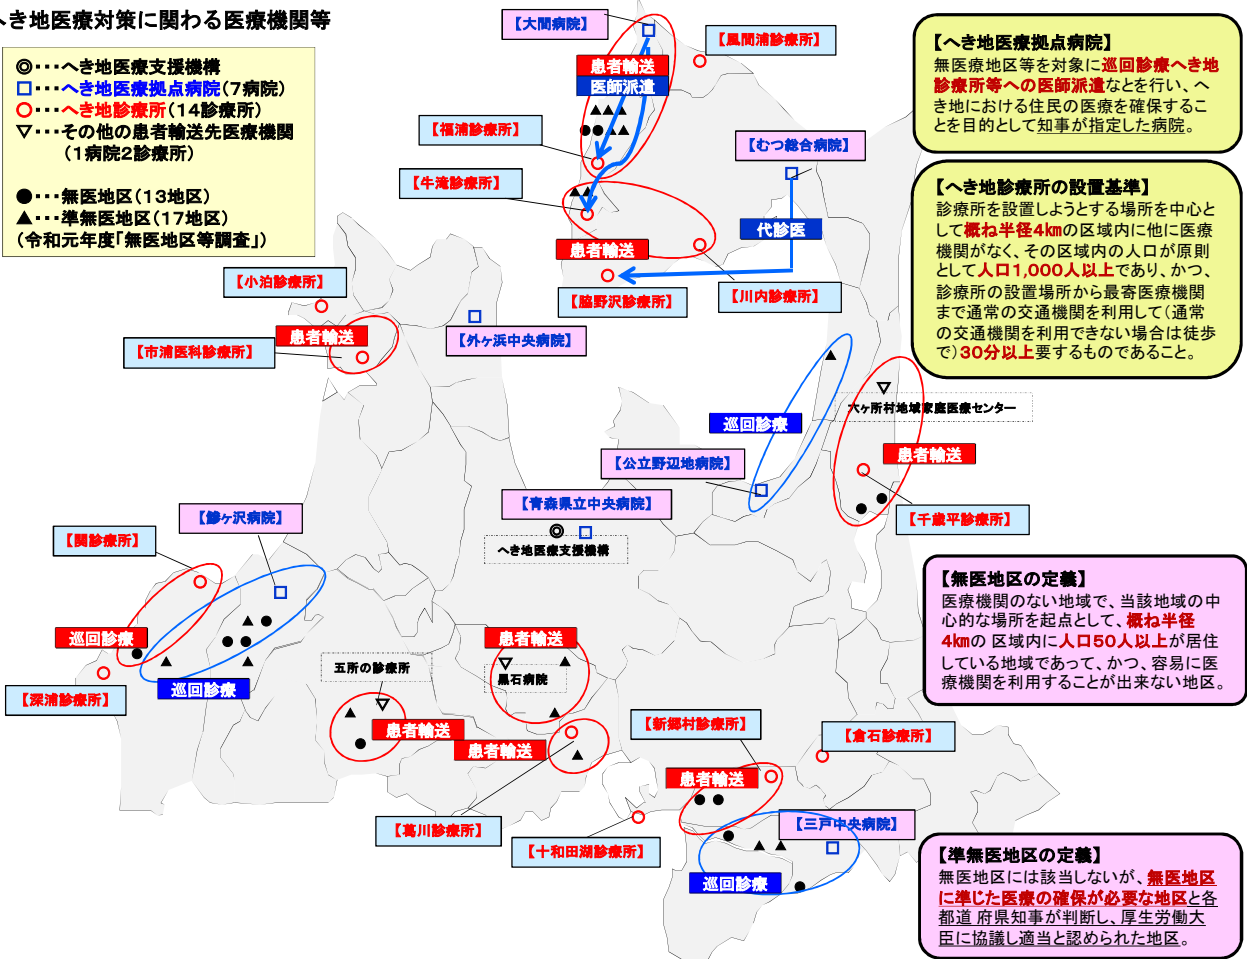 へき地医療対策に関わる医療機関等
◎・・・へき地医療支援機構
□・・・へき地医療拠点病院(7病院)
○・・・へき地診療所(14診療所)
▽・・・その他の患者輸送先医療機関
(1病院2診療所)
●・・・無医地区(13地区)
▲・・・準無医地区(17地区)
(令和元年度「無医地区等調査」)
【大間病院】
【風間浦診療所】
患者輸送
医師派遣
【福浦診療所】
【むつ総合病院】
【牛滝診療所】
代診医
患者輸送
【脇野沢診療所】
【川内診療所】
【小泊診療所】
患者輸送
【市浦医科診療所】
【外ヶ浜中央病院】
六ヶ所村地域家庭医療センター
巡回診療
患者輸送
【公立野辺地病院】
【千歳平診療所】
【青森県立中央病院】
へき地医療支援機構
【鰺ヶ沢病院】
【関診療所】
巡回診療
巡回診療
【深浦診療所】
五所の診療所
患者輸送
患者輸送
黒石病院
患者輸送
【葛川診療所】
【十和田湖診療所】
【新郷村診療所】
【倉石診療所】
患者輸送
【三戸中央病院】
巡回診療
【へき地医療拠点病院】
無医療地区等を対象に巡回診療へき地
診療所等への医師派遣などを行い、へ
き地における住民の医療を確保するこ
とを目的として知事が指定した病院。
【へき地診療所の設置基準】
診療所を設置しようとする場所を中心と
して概ね半径4kmの区域内に他に医療
機関がなく、その区域内の人口が原則
として人口1,000人以上であり、かつ、
診療所の設置場所から最寄医療機関
まで通常の交通機関を利用して(通常
の交通機関を利用できない場合は徒歩
で)30分以上要するものであること。
【無医地区の定義】
医療機関のない地域で、当該地域の中
心的な場所を起点として、概ね半径
4kmの 区域内に人口50人以上が居住
している地域であって、かつ、容易に医
療機関を利用することが出来ない地区。
【準無医地区の定義】
無医地区には該当しないが、無医地区
に準じた医療の確保が必要な地区と各
都道 府県知事が判断し、厚生労働大
臣に協議し適当と認められた地区。